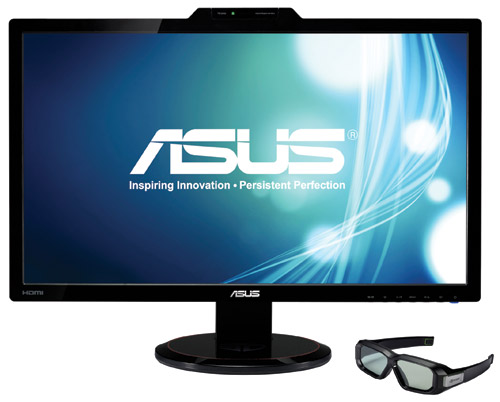 ASUS®
Inspiring Innovation • Persistent Perfection
HDMI
ASUS